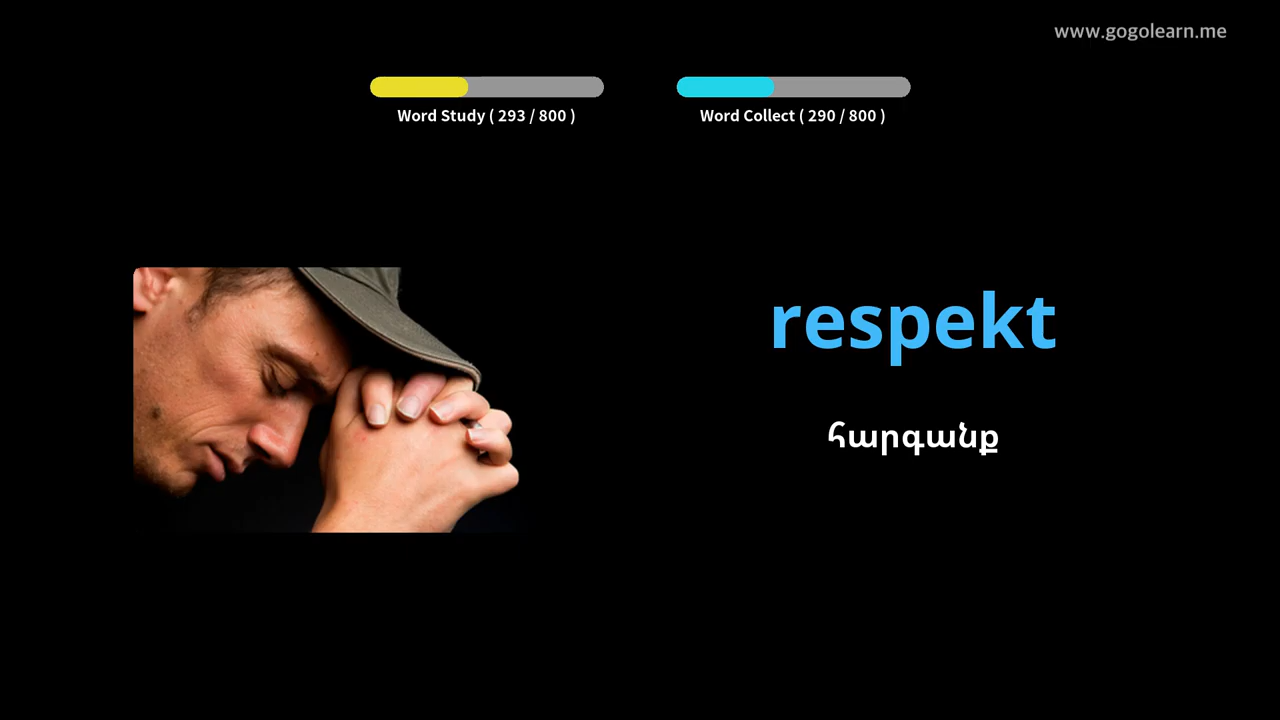 www.gogolearn.me
Word Study ( 293 / 800 )
Word Collect ( 290 / 800 )
respekt
հարգանք